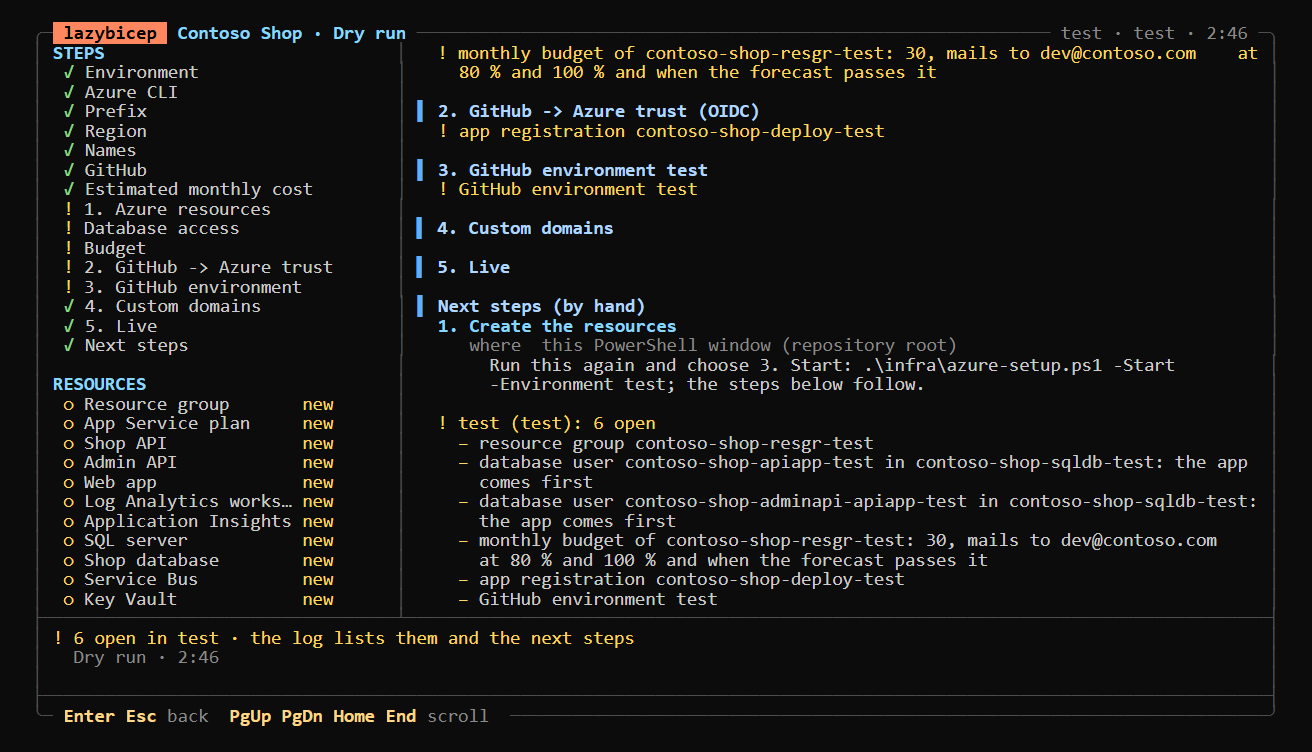 lazybicep Contoso Shop · Dry run test · test · 2:46
STEPS
✓ Environment
✓ Azure CLI
✓ Prefix
✓ Region
✓ Names
✓ GitHub
✓ Estimated monthly cost
! 1. Azure resources
! Database access
! Budget
! 2. GitHub -> Azure trust
! 3. GitHub environment
✓ 4. Custom domains
✓ 5. Live
✓ Next steps
RESOURCES
o Resource group new
o App Service plan new
o Shop API new
o Admin API new
o Web app new
o Log Analytics works… new
o Application Insights new
o SQL server new
o Shop database new
o Service Bus new
o Key Vault new
! monthly budget of contoso-shop-resgr-test: 30, mails to dev@contoso.com at
80 % and 100 % and when the forecast passes it
2. GitHub -> Azure trust (OIDC)
! app registration contoso-shop-deploy-test
3. GitHub environment test
! GitHub environment test
4. Custom domains
5. Live
Next steps (by hand)
1. Create the resources
where this PowerShell window (repository root)
Run this again and choose 3. Start: .\infra\azure-setup.ps1 -Start
-Environment test; the steps below follow.
! test (test): 6 open
– resource group contoso-shop-resgr-test
– database user contoso-shop-apiapp-test in contoso-shop-sqldb-test: the app
comes first
– database user contoso-shop-adminapi-apiapp-test in contoso-shop-sqldb-test:
the app comes first
– monthly budget of contoso-shop-resgr-test: 30, mails to dev@contoso.com
at 80 % and 100 % and when the forecast passes it
– app registration contoso-shop-deploy-test
– GitHub environment test
! 6 open in test · the log lists them and the next steps
Dry run · 2:46
Enter Esc back PgUp PgDn Home End scroll